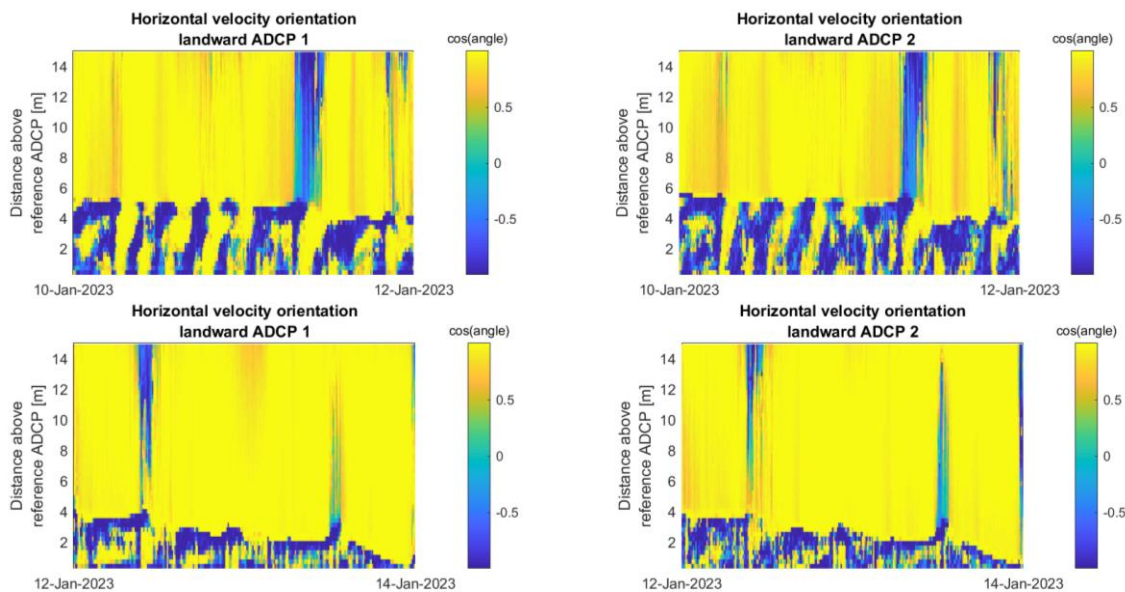 Horizontal velocity orientation
landward ADCP 1
cos(angle)
14
12
10
8
6
4
2
Distance above
reference ADCP [m]
0.5
0
-0.5
10-Jan-2023
12-Jan-2023
Horizontal velocity orientation
landward ADCP 2
cos(angle)
14
12
10
8
6
4
2
Distance above
reference ADCP [m]
0.5
0
-0.5
10-Jan-2023
12-Jan-2023
Horizontal velocity orientation
landward ADCP 1
cos(angle)
14
12
10
8
6
4
2
Distance above
reference ADCP [m]
0.5
0
-0.5
12-Jan-2023
14-Jan-2023
Horizontal velocity orientation
landward ADCP 2
cos(angle)
14
12
10
8
6
4
2
Distance above
reference ADCP [m]
0.5
0
-0.5
12-Jan-2023
14-Jan-2023